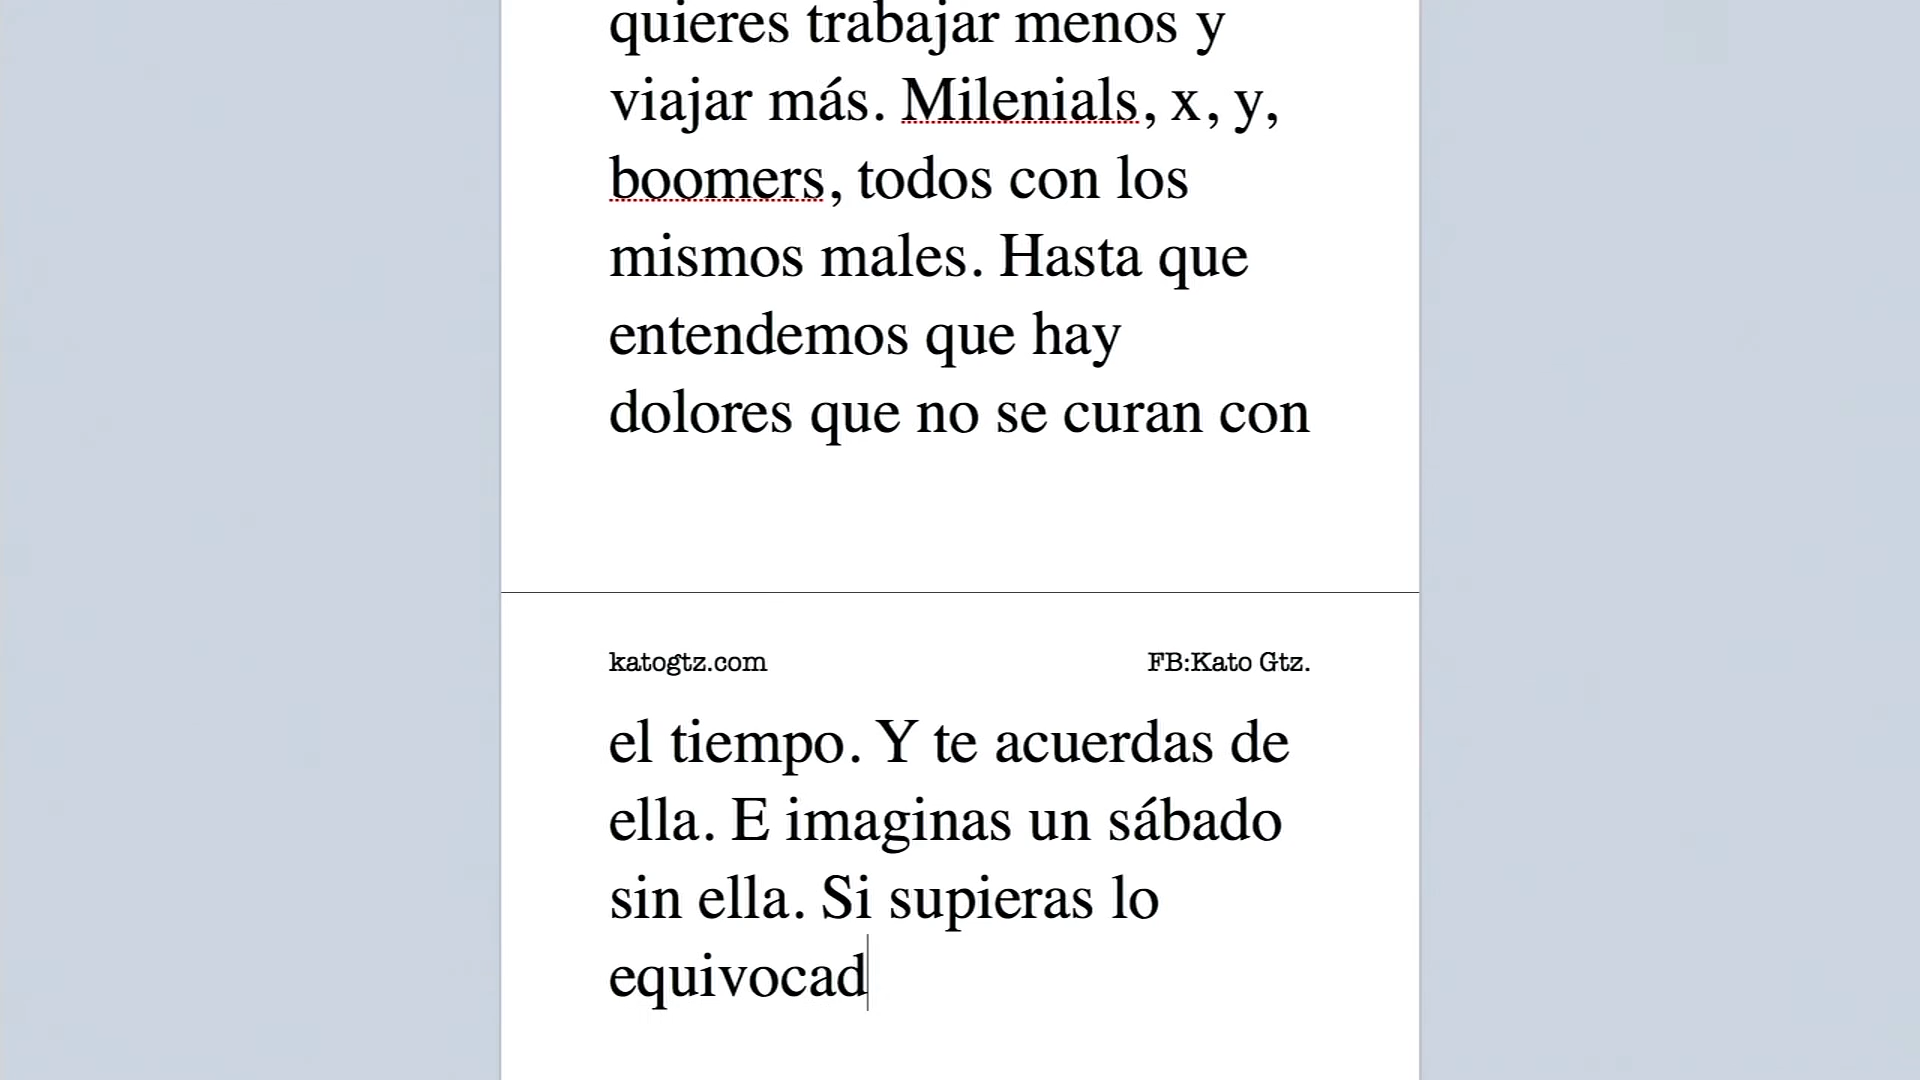 quieres trabajar menos y
viajar más. Milenials, x, y,
boomers, todos con los
mismos males. Hasta que
entendemos que hay
dolores que no se curan con
katogtz.com FB:Kato Gtz.
el tiempo. Y te acuerdas de
ella. E imaginas un sábado
sin ella. Si supieras lo
equivocad